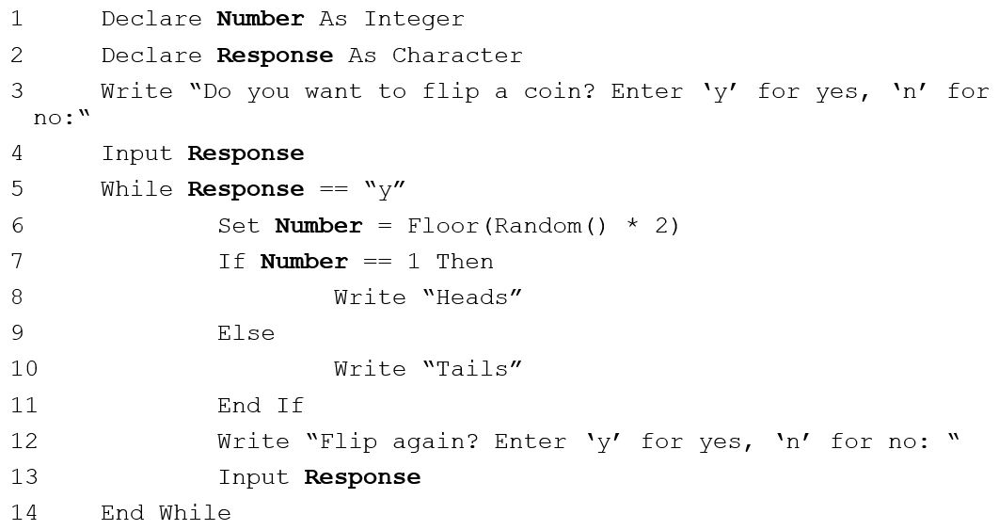 1 Declare Number As Integer
2 Declare Response As Character
3 Write “Do you want to flip a coin? Enter ‘y’ for yes, ‘n’ for
no:“
4 Input Response
5 While Response == “y”
6 Set Number = Floor(Random() * 2)
7 If Number == 1 Then
8 Write “Heads”
9 Else
10 Write “Tails”
11 End If
12 Write “Flip again? Enter ‘y’ for yes, ‘n’ for no: “
13 Input Response
14 End While